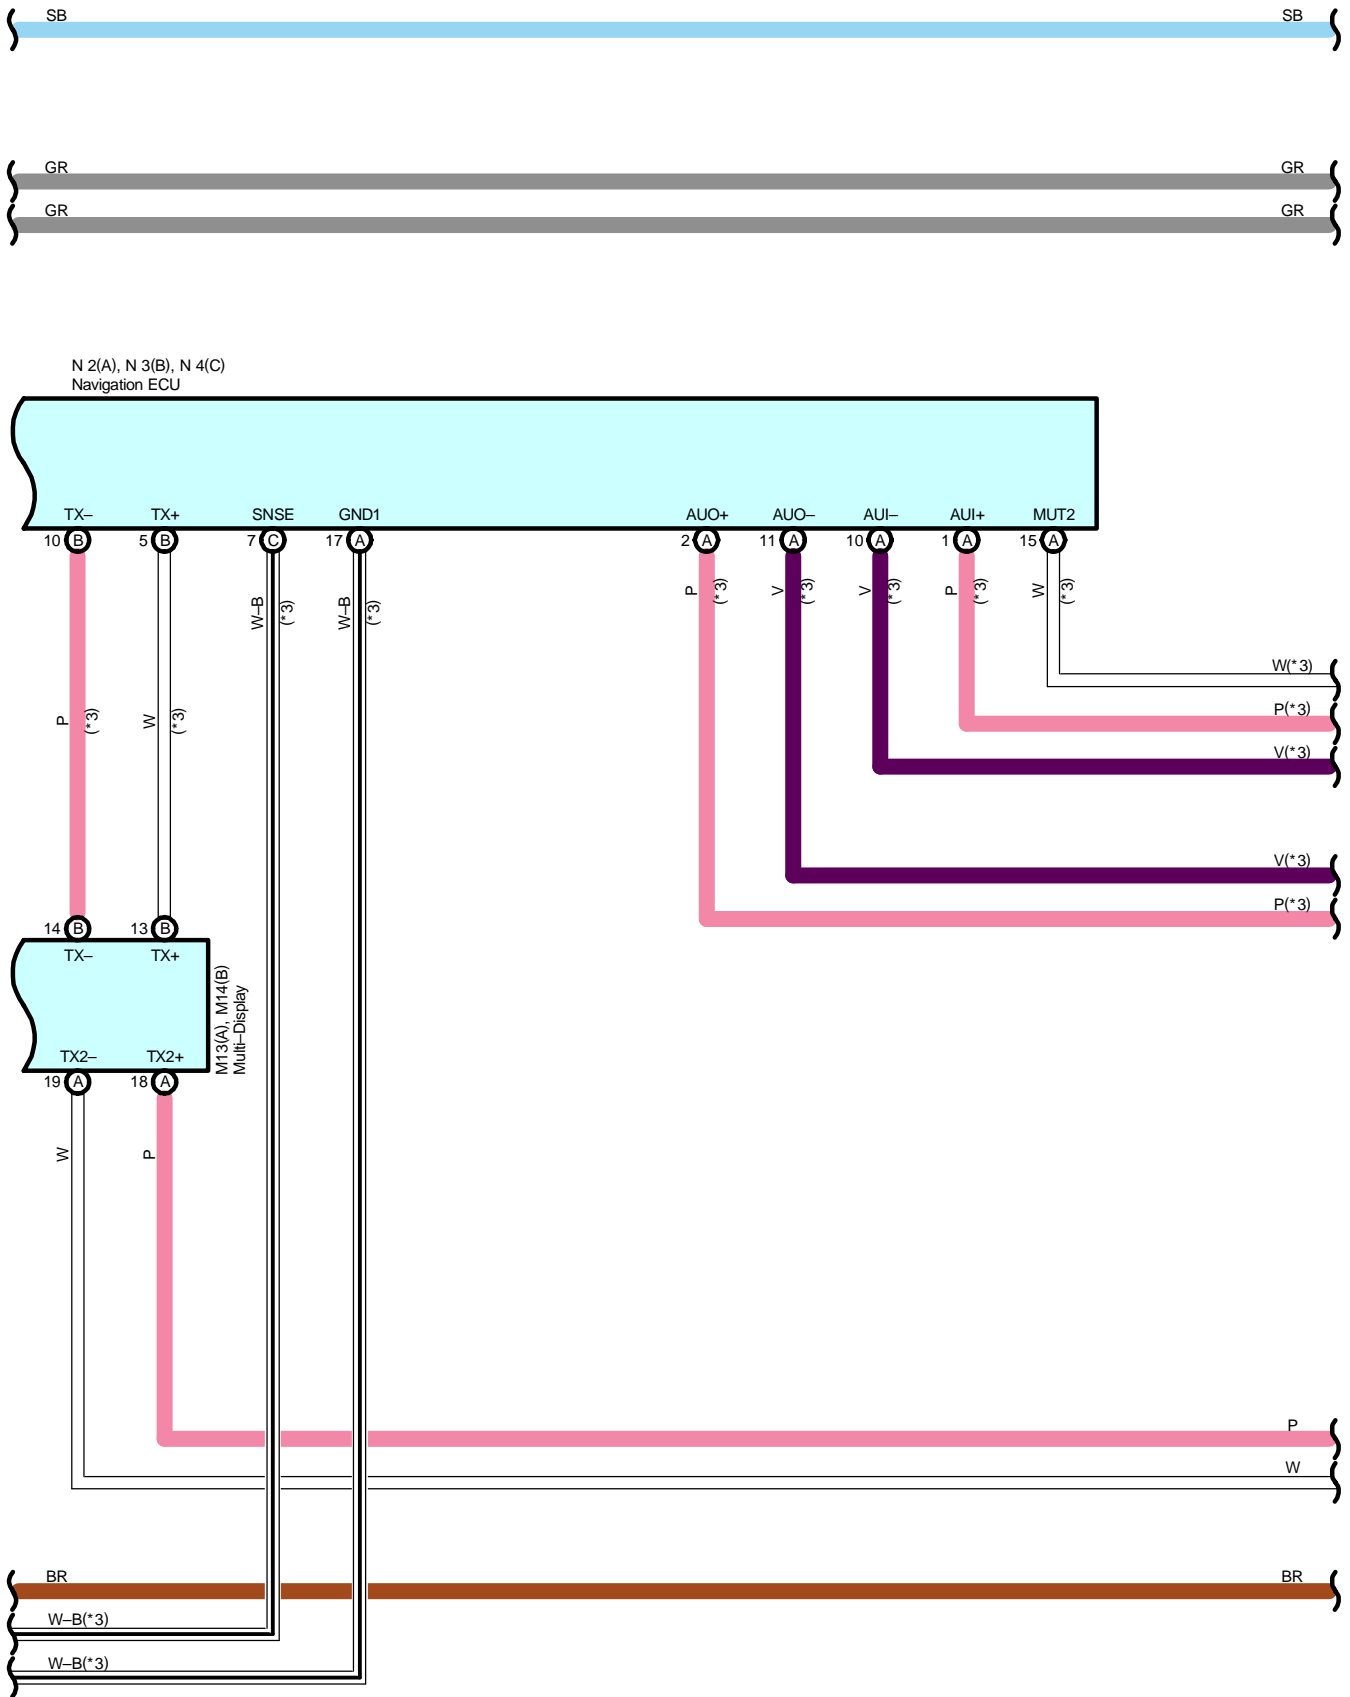 SB SB
GR GR
GR GR
N 2(A), N 3(B), N 4(C)
Navigation ECU
TX– TX+ SNSE GND1 AUO+ AUO– AUI– AUI+ MUT2
10 B 5 B 7 C 17 A 2 A 11 A 10 A 1 A 15 A
W–B (*3) W–B (*3) P (*3) V (*3) V (*3) P (*3) W (*3)
W(*3)
P (*3) W (*3) P(*3)
V(*3)
V(*3)
P(*3)
14 B 13 B
TX– TX+
M13(A), M14(B)
Multi–Display
TX2– TX2+
19 A 18 A
W P
P
W
BR BR
W–B(*3)
W–B(*3)